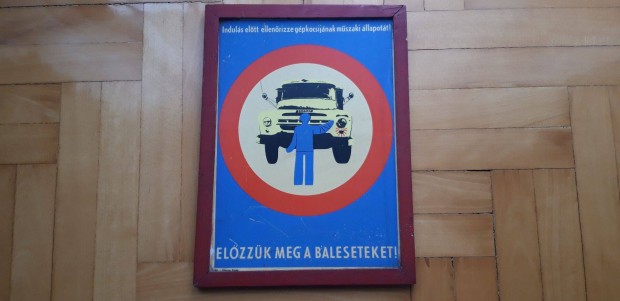 Indulás előtt ellenőrizze gépkocsijának műszaki állapotát!
ELŐZZÜK MEG A BALESETEKET!